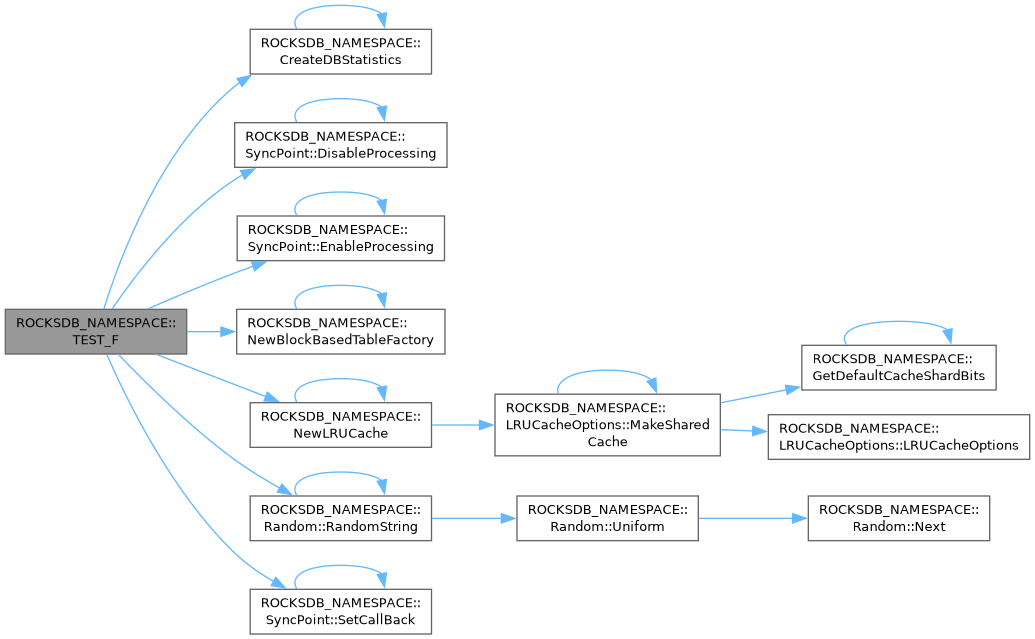 ROCKSDB_NAMESPACE::
TEST_F
ROCKSDB_NAMESPACE::
CreateDBStatistics
ROCKSDB_NAMESPACE::
SyncPoint::DisableProcessing
ROCKSDB_NAMESPACE::
SyncPoint::EnableProcessing
ROCKSDB_NAMESPACE::
NewBlockBasedTableFactory
ROCKSDB_NAMESPACE::
NewLRUCache
ROCKSDB_NAMESPACE::
LRUCacheOptions::MakeShared
Cache
ROCKSDB_NAMESPACE::
GetDefaultCacheShardBits
ROCKSDB_NAMESPACE::
LRUCacheOptions::LRUCacheOptions
ROCKSDB_NAMESPACE::
Random::RandomString
ROCKSDB_NAMESPACE::
Random::Uniform
ROCKSDB_NAMESPACE::
Random::Next
ROCKSDB_NAMESPACE::
SyncPoint::SetCallBack